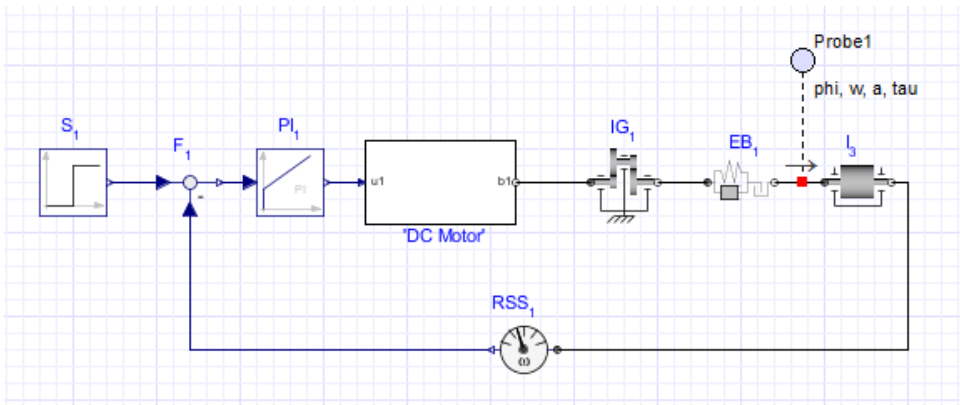 Probe1
phi, w, a, tau
S1
F1
PI1
IG1
EB1
I3
PI
u1
b1
-
'DC Motor'
RSS1
ω